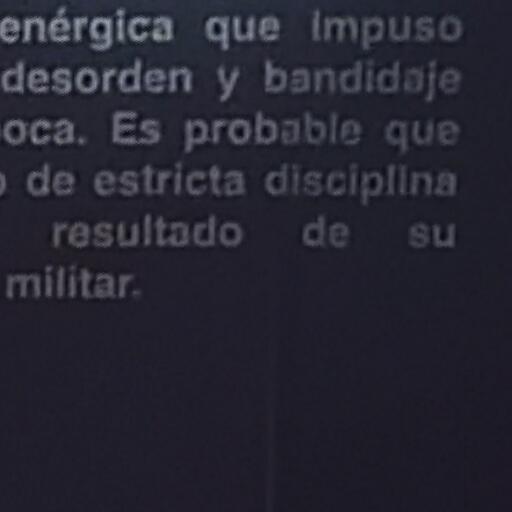 enérgica que impuso
desorden y bandidaje
oca. Es probable que
o de estricta disciplina
resultado de su
militar.